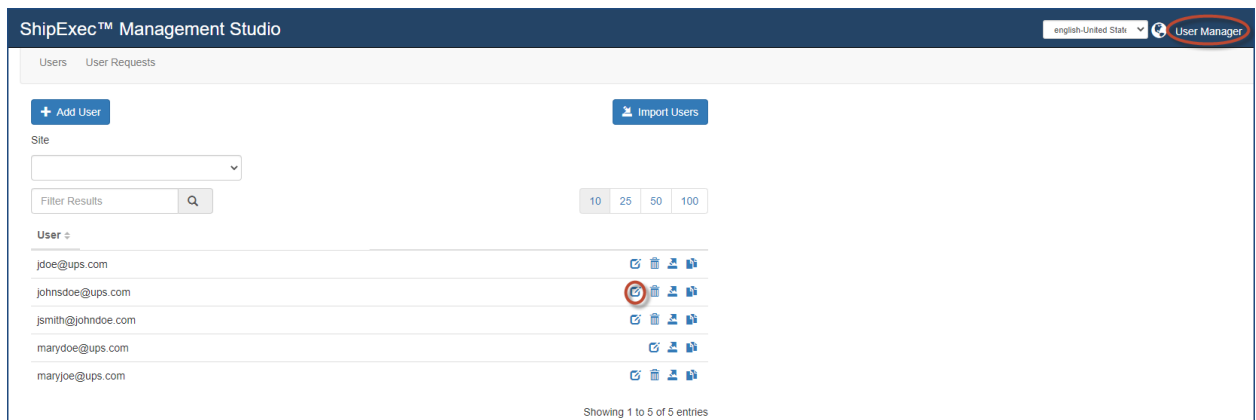 ShipExec™ Management Studio
english-United State
User Manager
Users User Requests
Add User
Import Users
Site
Filter Results
10 25 50 100
User
jdoe@ups.com
johnsdoe@ups.com
jsmith@johndoe.com
marydoe@ups.com
maryjoe@ups.com
Showing 1 to 5 of 5 entries